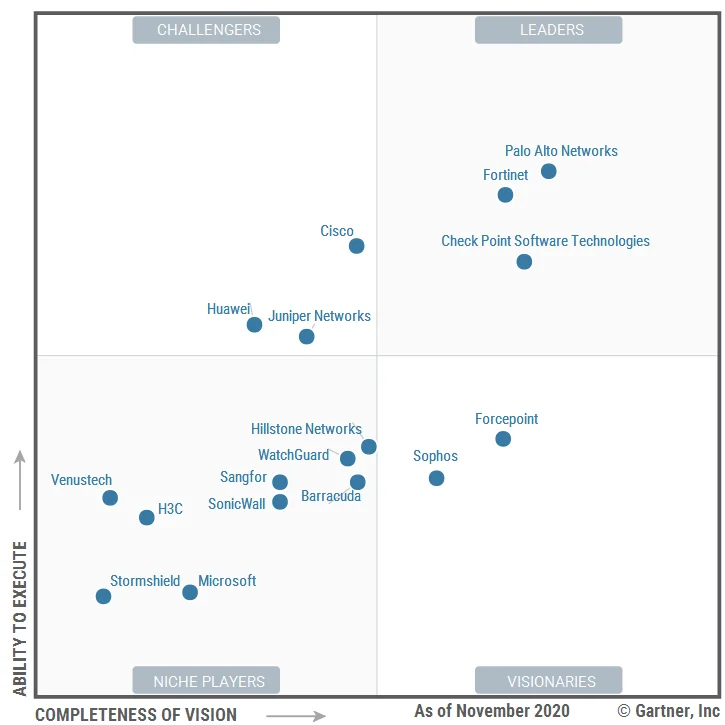 CHALLENGERS
LEADERS
Palo Alto Networks
Fortinet
Cisco
Check Point Software Technologies
Huawei
Juniper Networks
Forcepoint
Hillstone Networks
WatchGuard
Sophos
Sangfor
Venustech
Barracuda
SonicWall
H3C
Stormshield
Microsoft
ABILITY TO EXECUTE
NICHE PLAYERS
VISIONARIES
COMPLETENESS OF VISION
As of November 2020
© Gartner, Inc